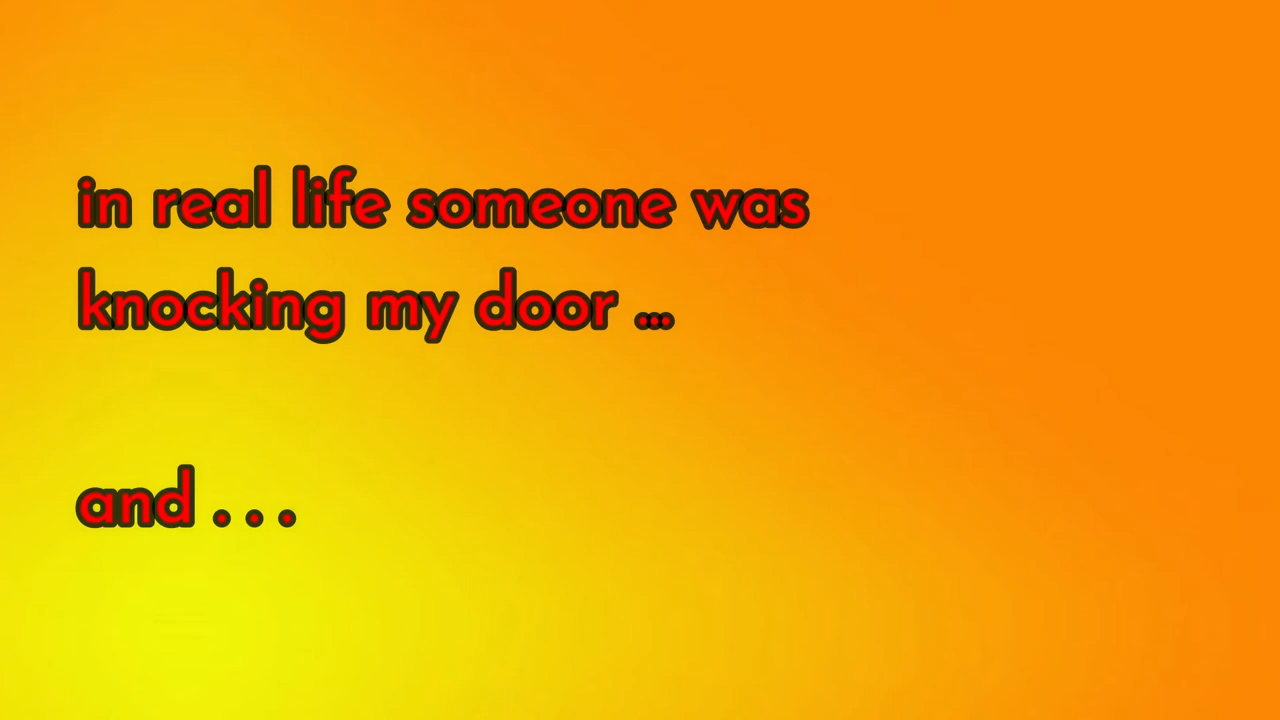 in real life someone was
knocking my door ...
and . . .